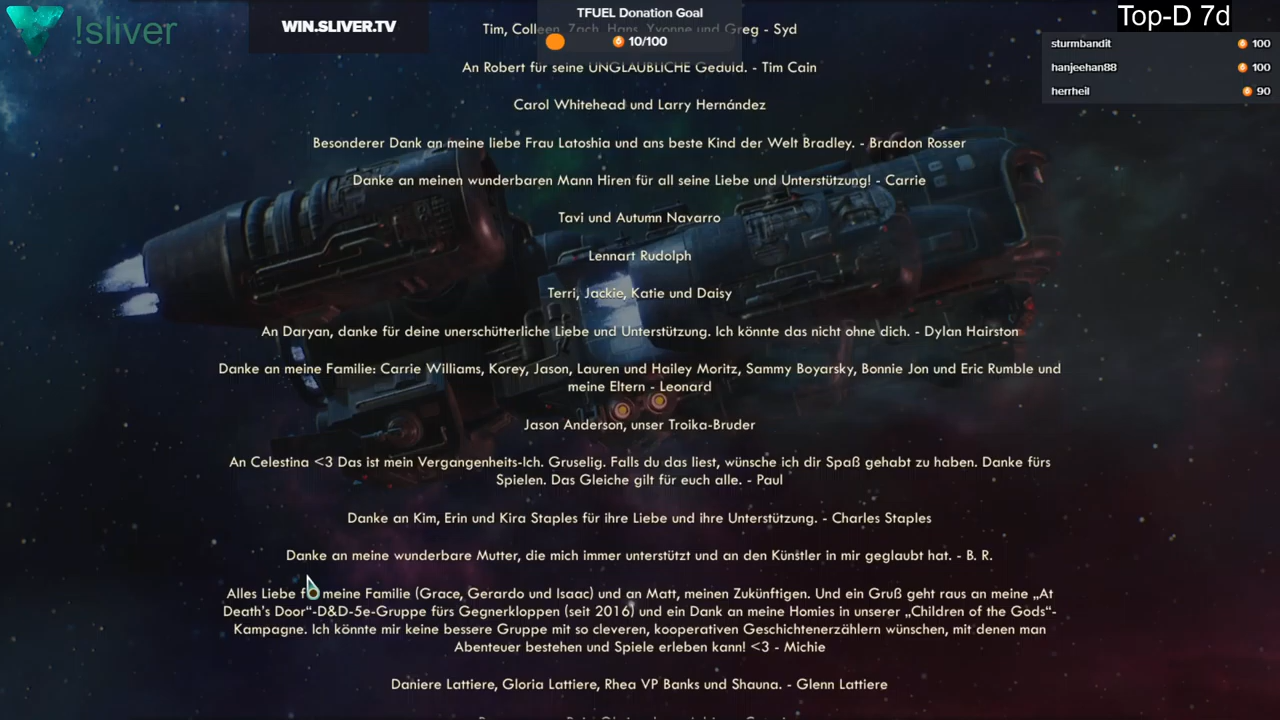 !sliver
WIN.SLIVER.TV
TFUEL Donation Goal
10/100
Top-D 7d
sturmbandit 100
hanjeehan88 100
herrheil 90
Tim, Colleen, Zach, Hans, Yvonne und Greg - Syd
An Robert für seine UNGLAUBLICHE Geduld. - Tim Cain
Carol Whitehead und Larry Hernández
Besonderer Dank an meine liebe Frau Latoshia und ans beste Kind der Welt Bradley. - Brandon Rosser
Danke an meinen wunderbaren Mann Hiren für all seine Liebe und Unterstützung! - Carrie
Tavi und Autumn Navarro
Lennart Rudolph
Terri, Jackie, Katie und Daisy
An Daryan, danke für deine unerschütterliche Liebe und Unterstützung. Ich könnte das nicht ohne dich. - Dylan Hairston
Danke an meine Familie: Carrie Williams, Korey, Jason, Lauren und Hailey Moritz, Sammy Boyarsky, Bonnie Jon und Eric Rumble und
meine Eltern - Leonard
Jason Anderson, unser Troika-Bruder
An Celestina <3 Das ist mein Vergangenheits-Ich. Gruselig. Falls du das liest, wünsche ich dir Spaß gehabt zu haben. Danke fürs
Spielen. Das Gleiche gilt für euch alle. - Paul
Danke an Kim, Erin und Kira Staples für ihre Liebe und ihre Unterstützung. - Charles Staples
Danke an meine wunderbare Mutter, die mich immer unterstützt und an den Künstler in mir geglaubt hat. - B. R.
Alles Liebe meine Familie (Grace, Gerardo und Isaac) und an Matt, meinen Zukünftigen. Und ein Gruß geht raus an meine „At
Death's Door“-D&D-5e-Gruppe fürs Gegnerkloppen (seit 2016) und ein Dank an meine Homies in unserer „Children of the Gods“-
Kampagne. Ich könnte mir keine bessere Gruppe mit so cleveren, kooperativen Geschichtenerzählern wünschen, mit denen man
Abenteuer bestehen und Spiele erleben kann! <3 - Michie
Daniere Lattiere, Gloria Lattiere, Rhea VP Banks und Shauna. - Glenn Lattiere